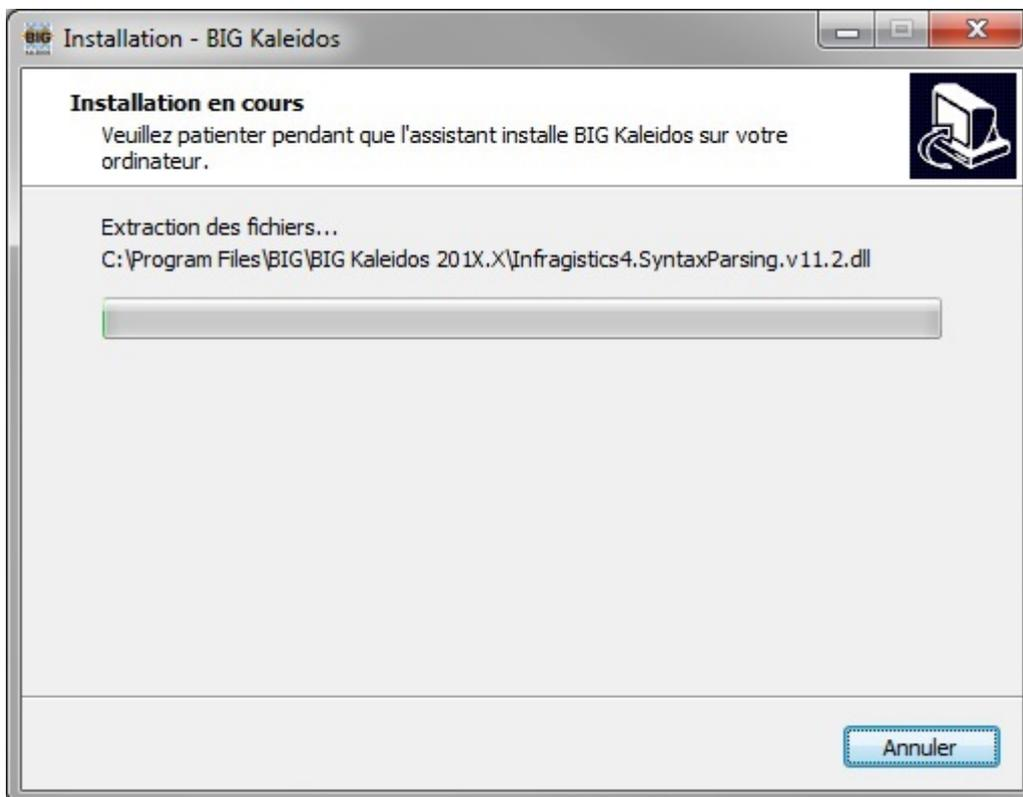 BIG Installation - BIG Kaleidos
Installation en cours
Veuillez patienter pendant que l'assistant installe BIG Kaleidos sur votre
ordinateur.
Extraction des fichiers...
C:\Program Files\BIG\BIG Kaleidos 201X.X\Infragistics4.SyntaxParsing.v11.2.dll
Annuler